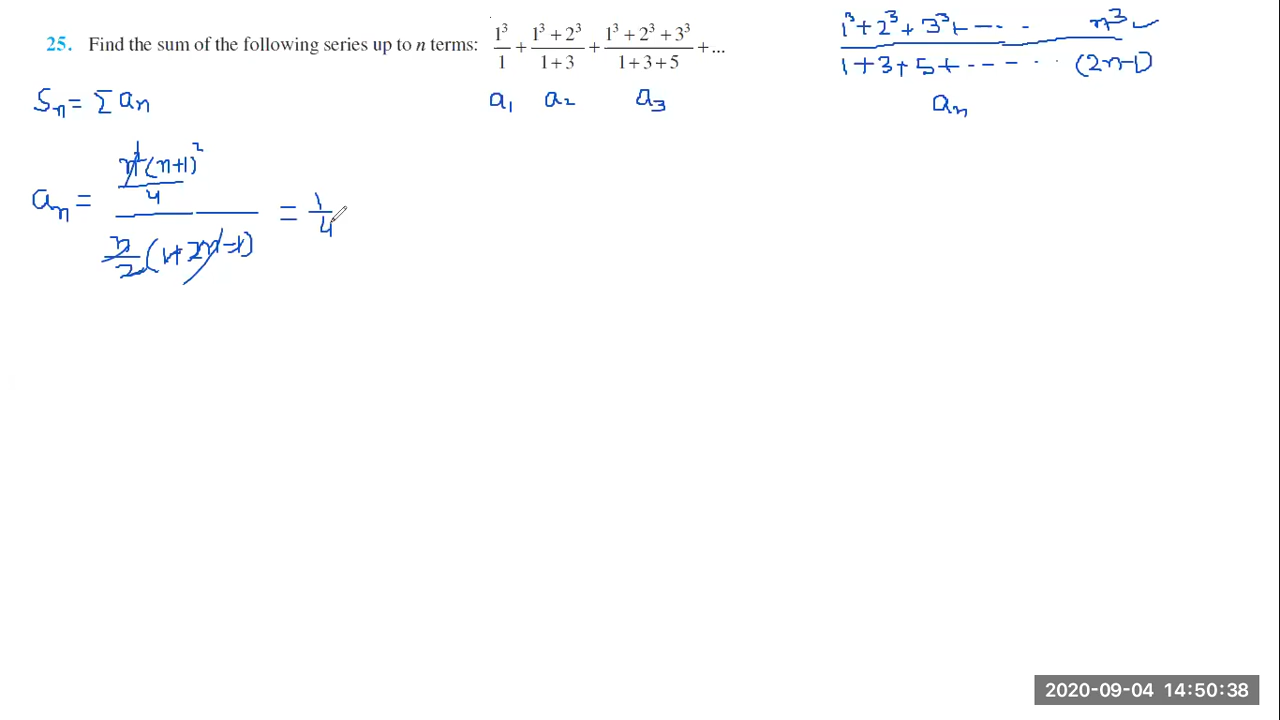 25. Find the sum of the following series up to n terms: 1³/1 + (1³ + 2³)/(1 + 3) + (1³ + 2³ + 3³)/(1 + 3 + 5) + ...
(1³ + 2³ + 3³ + ---- n³)/(1 + 3 + 5 + ---- (2n-1))
Sₙ = Σ aₙ
a₁ a₂ a₃ aₙ
aₙ = (n²(n+1)²/4)/(n/2 (1+2n-1)) = 1/4
2020-09-04 14:50:38